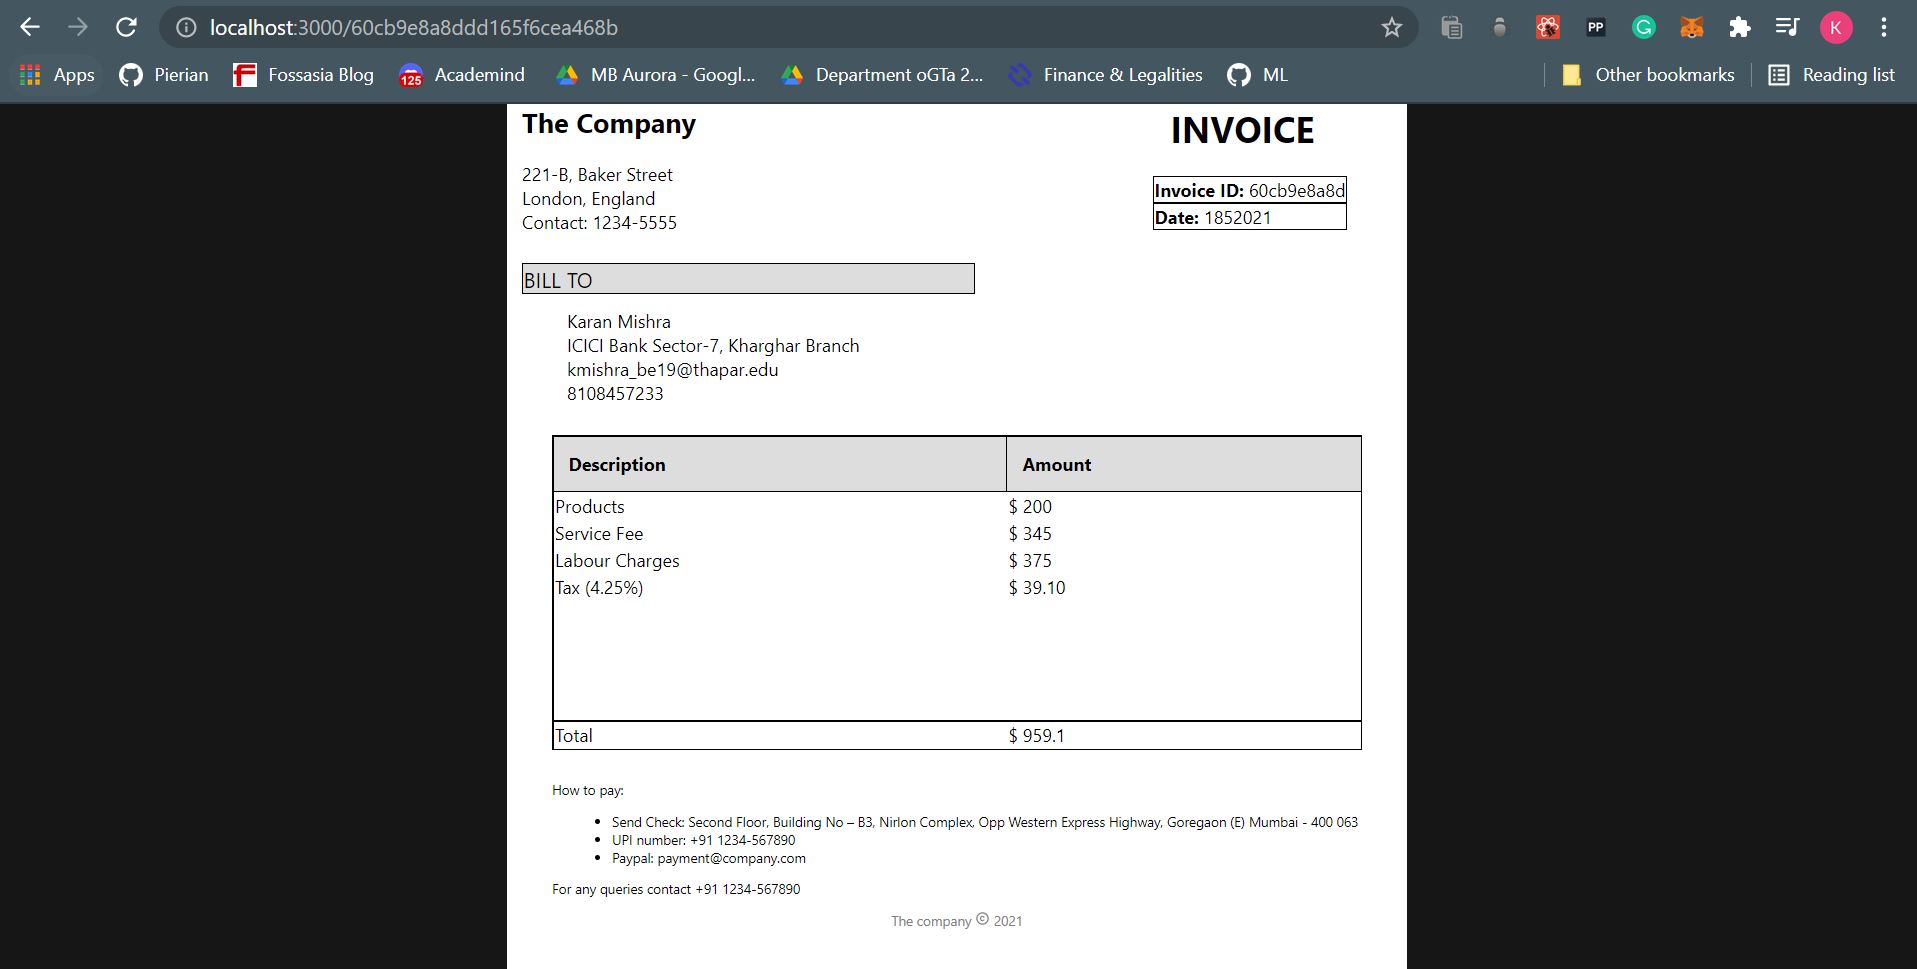 localhost:3000/60cb9e8a8ddd165f6cea468b
PP
G
K
Apps
Pierian
Fossasia Blog
125
Academind
MB Aurora - Googl...
Department oGTa 2...
Finance & Legalities
ML
Other bookmarks
Reading list
The Company
INVOICE
221-B, Baker Street
London, England
Contact: 1234-5555
Invoice ID: 60cb9e8a8d
Date: 1852021
BILL TO
Karan Mishra
ICICI Bank Sector-7, Kharghar Branch
kmishra_be19@thapar.edu
8108457233
Description Amount
Products $ 200
Service Fee $ 345
Labour Charges $ 375
Tax (4.25%) $ 39.10
Total $ 959.1
How to pay:
• Send Check: Second Floor, Building No – B3, Nirlon Complex, Opp Western Express Highway, Goregaon (E) Mumbai - 400 063
• UPI number: +91 1234-567890
• Paypal: payment@company.com
For any queries contact +91 1234-567890
The company © 2021